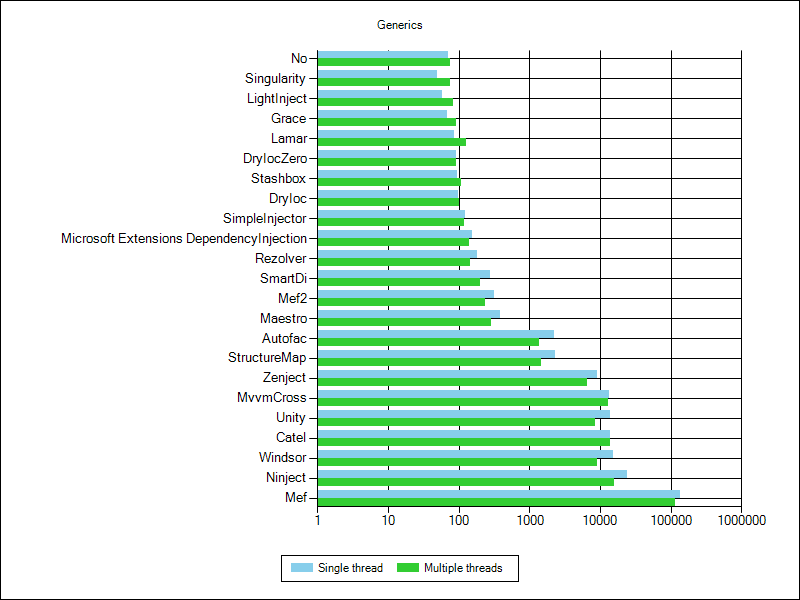 Generics
No
Singularity
LightInject
Grace
Lamar
DryIocZero
Stashbox
DryIoc
SimpleInjector
Microsoft Extensions DependencyInjection
Rezolver
SmartDi
Mef2
Maestro
Autofac
StructureMap
Zenject
MvvmCross
Unity
Catel
Windsor
Ninject
Mef
1 10 100 1000 10000 100000 1000000
Single thread Multiple threads